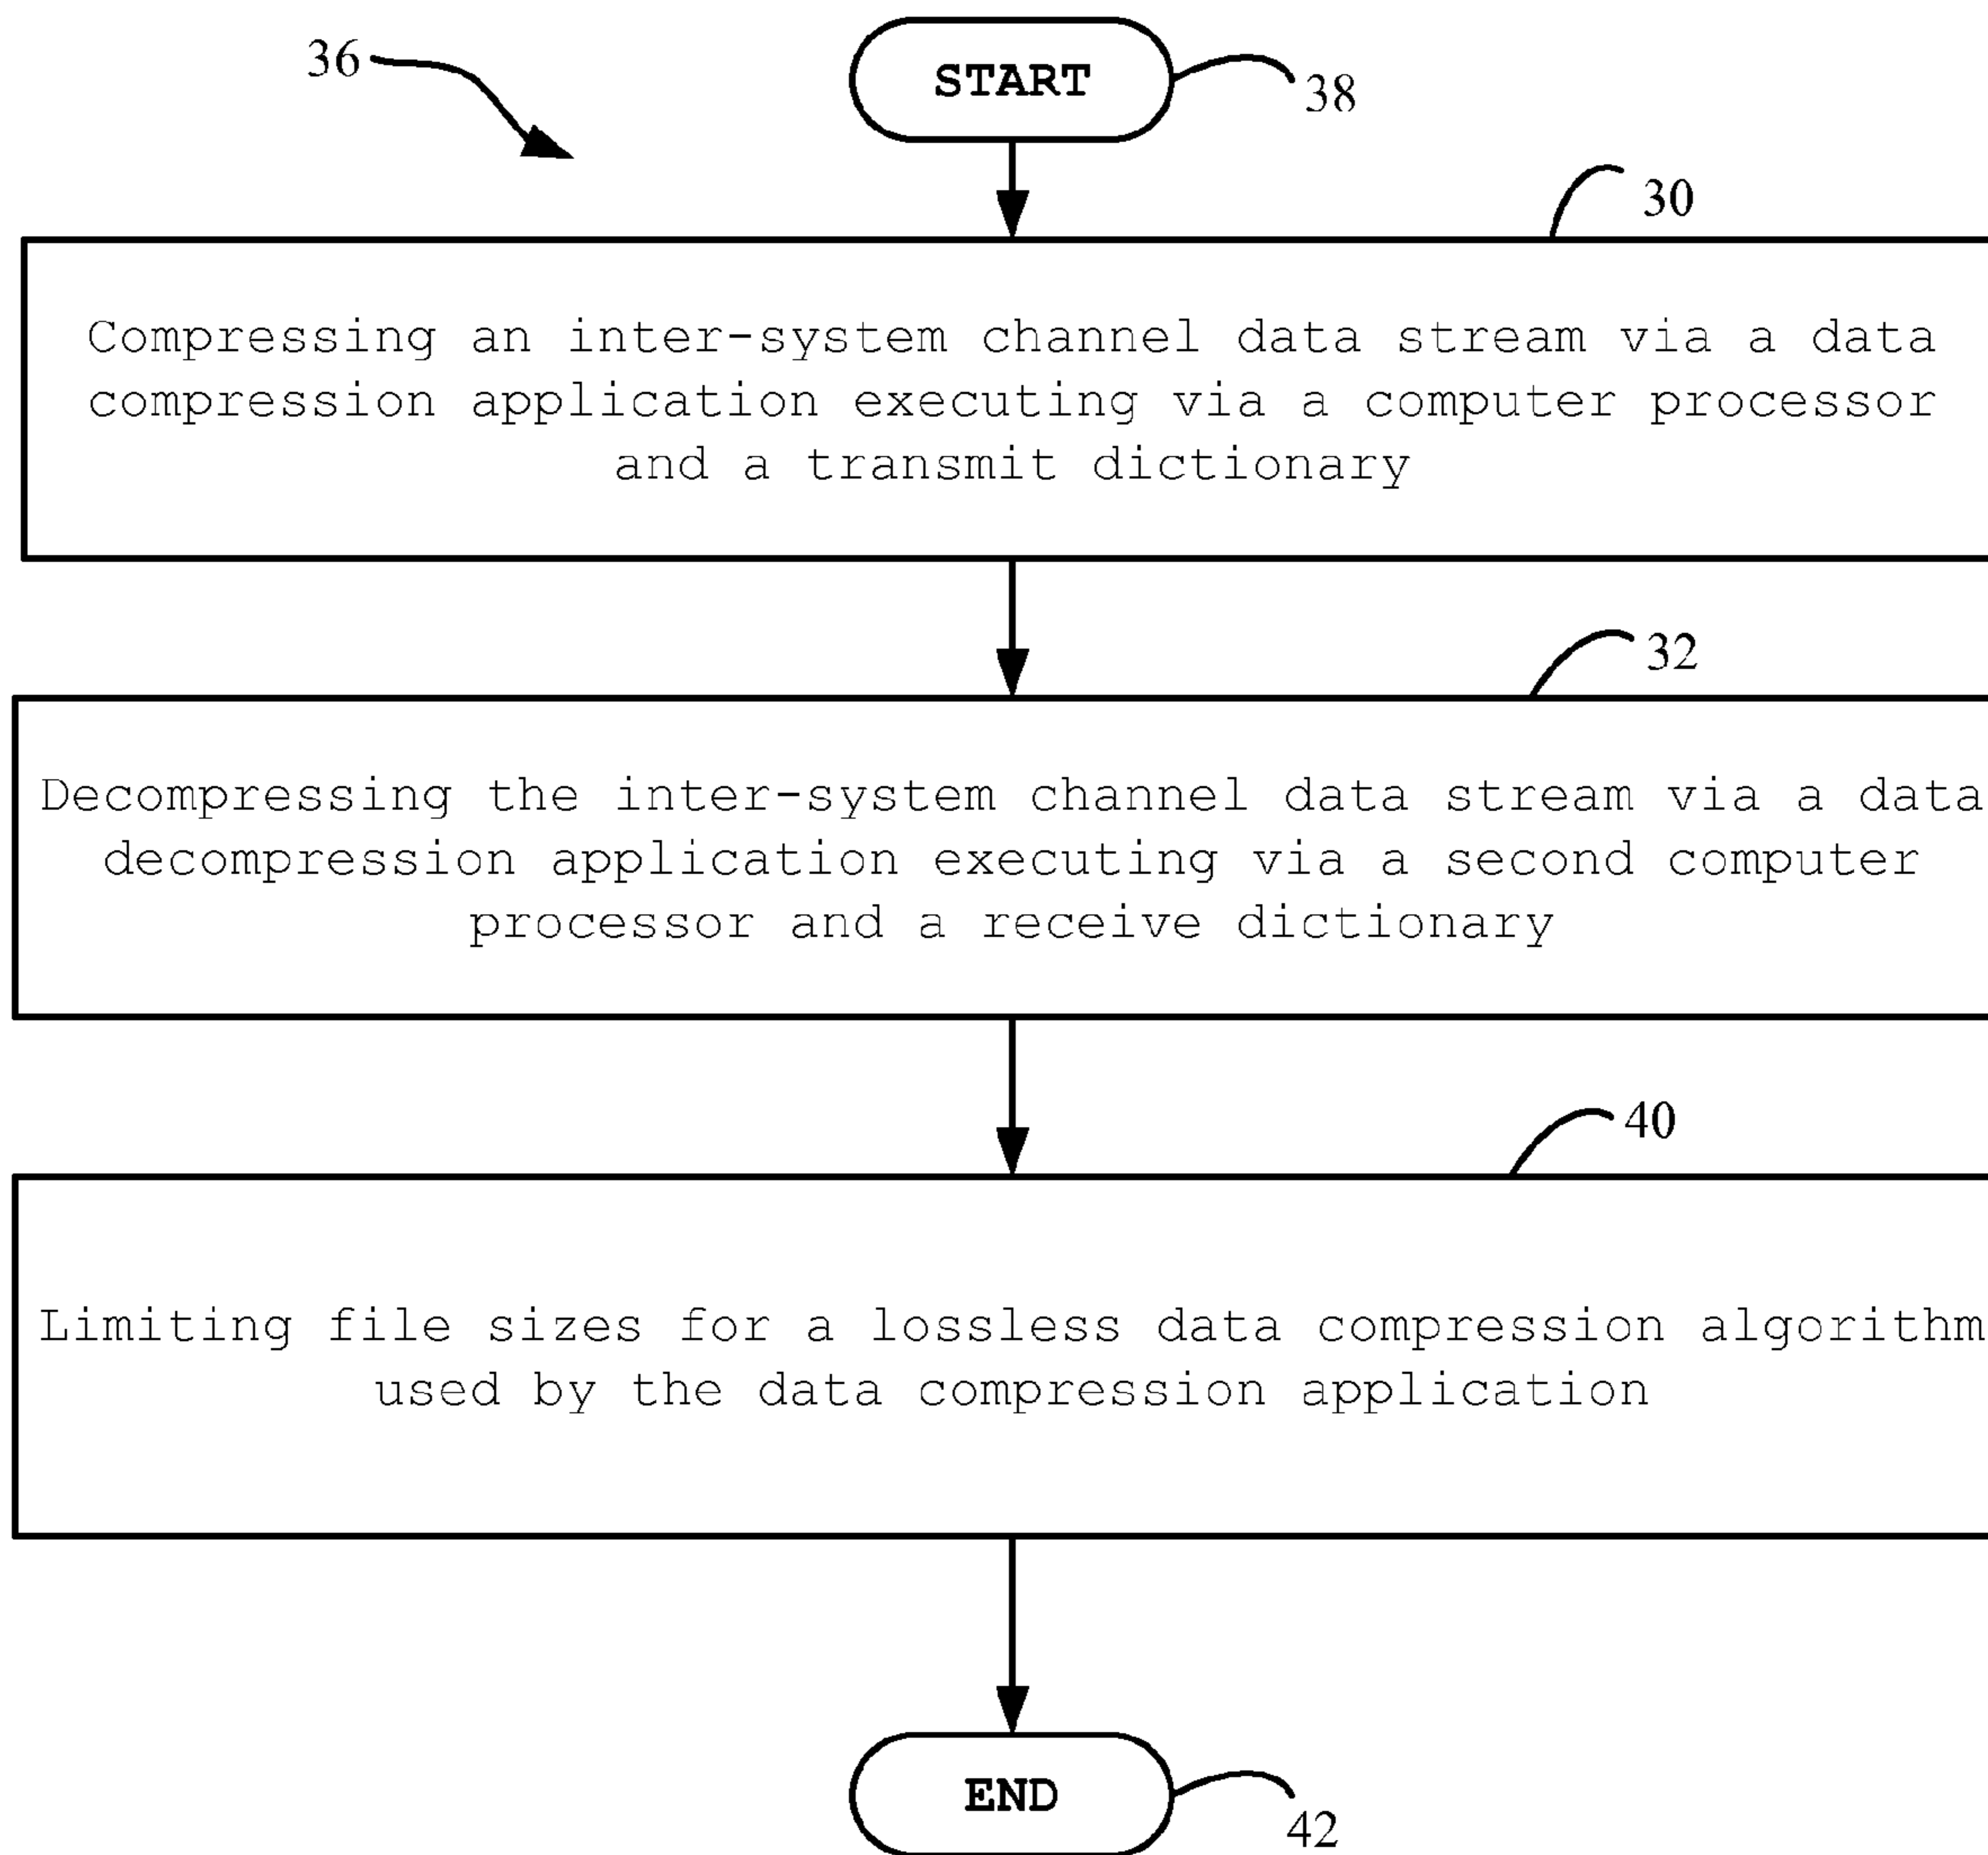 36
START
38
30
Compressing an inter-system channel data stream via a data
compression application executing via a computer processor
and a transmit dictionary
32
Decompressing the inter-system channel data stream via a data
decompression application executing via a second computer
processor and a receive dictionary
40
Limiting file sizes for a lossless data compression algorithm
used by the data compression application
END
42